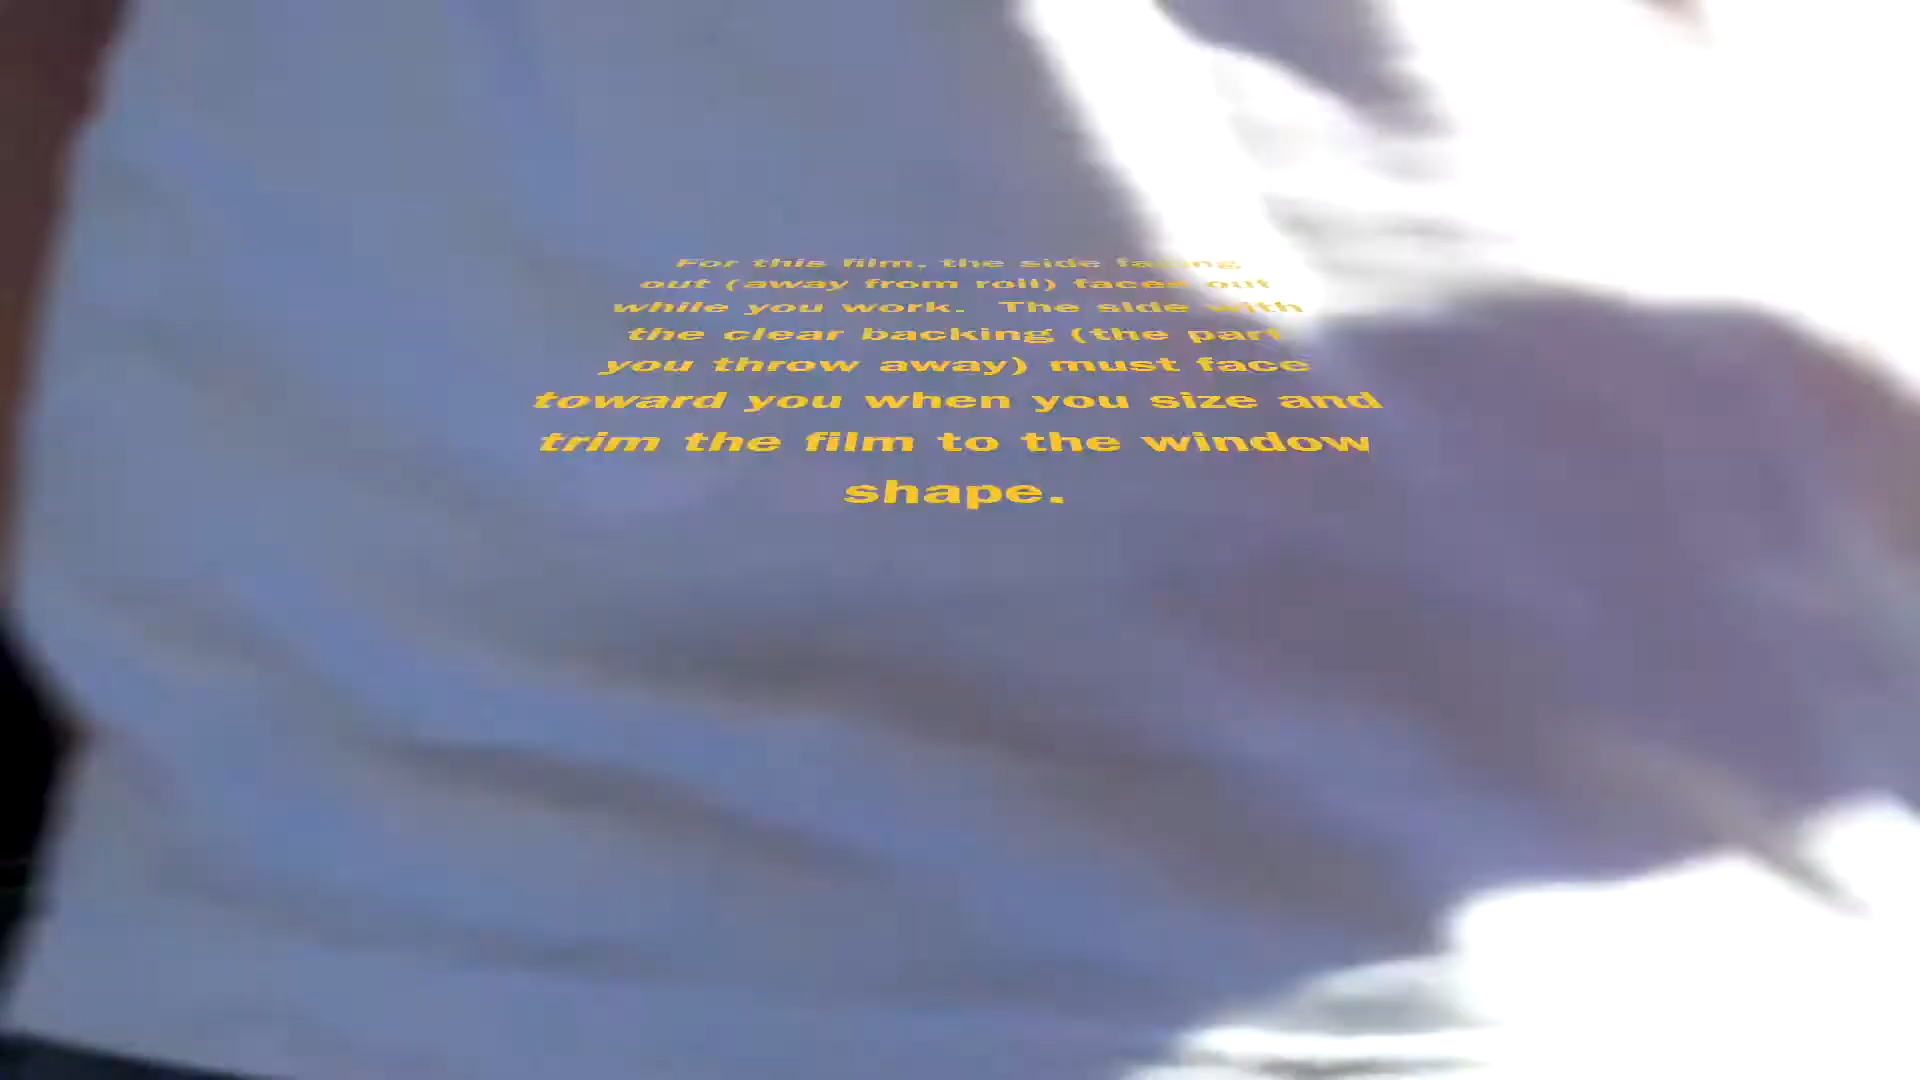 For this film, the side facing
out (away from roll) faces out
while you work.  The side with
the clear backing (the part
you throw away) must face
toward you when you size and
trim the film to the window
shape.